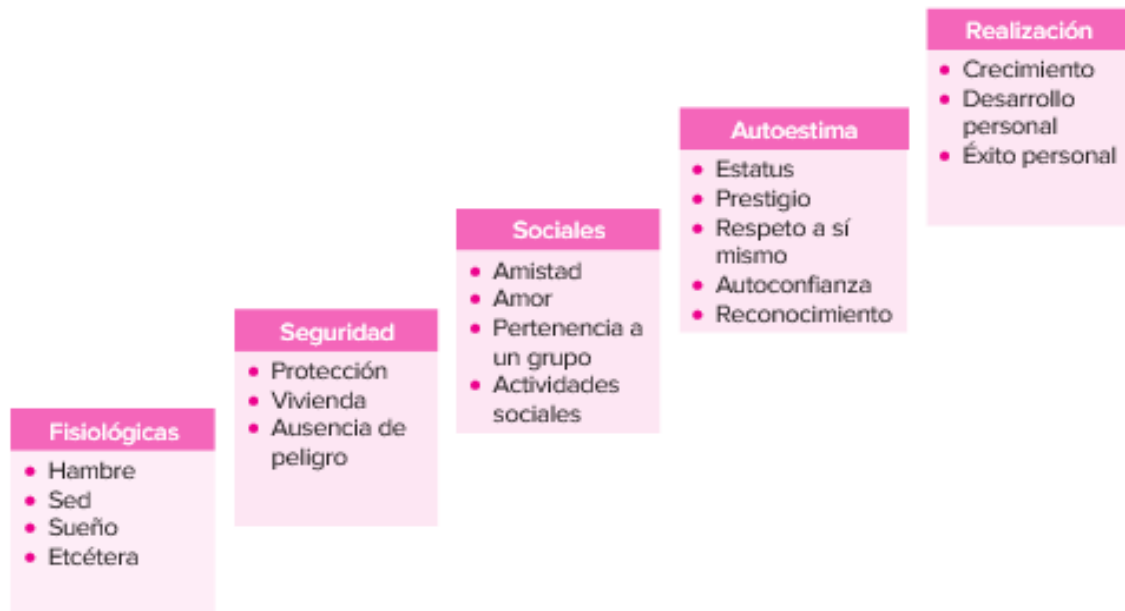 Fisiológicas
Hambre
Sed
Sueño
Etcétera
Seguridad
Protección
Vivienda
Ausencia de
peligro
Sociales
Amistad
Amor
Pertenencia a
un grupo
Actividades
sociales
Autoestima
Estatus
Prestigio
Respeto a sí
mismo
Autoconfianza
Reconocimiento
Realización
Crecimiento
Desarrollo
personal
Éxito personal